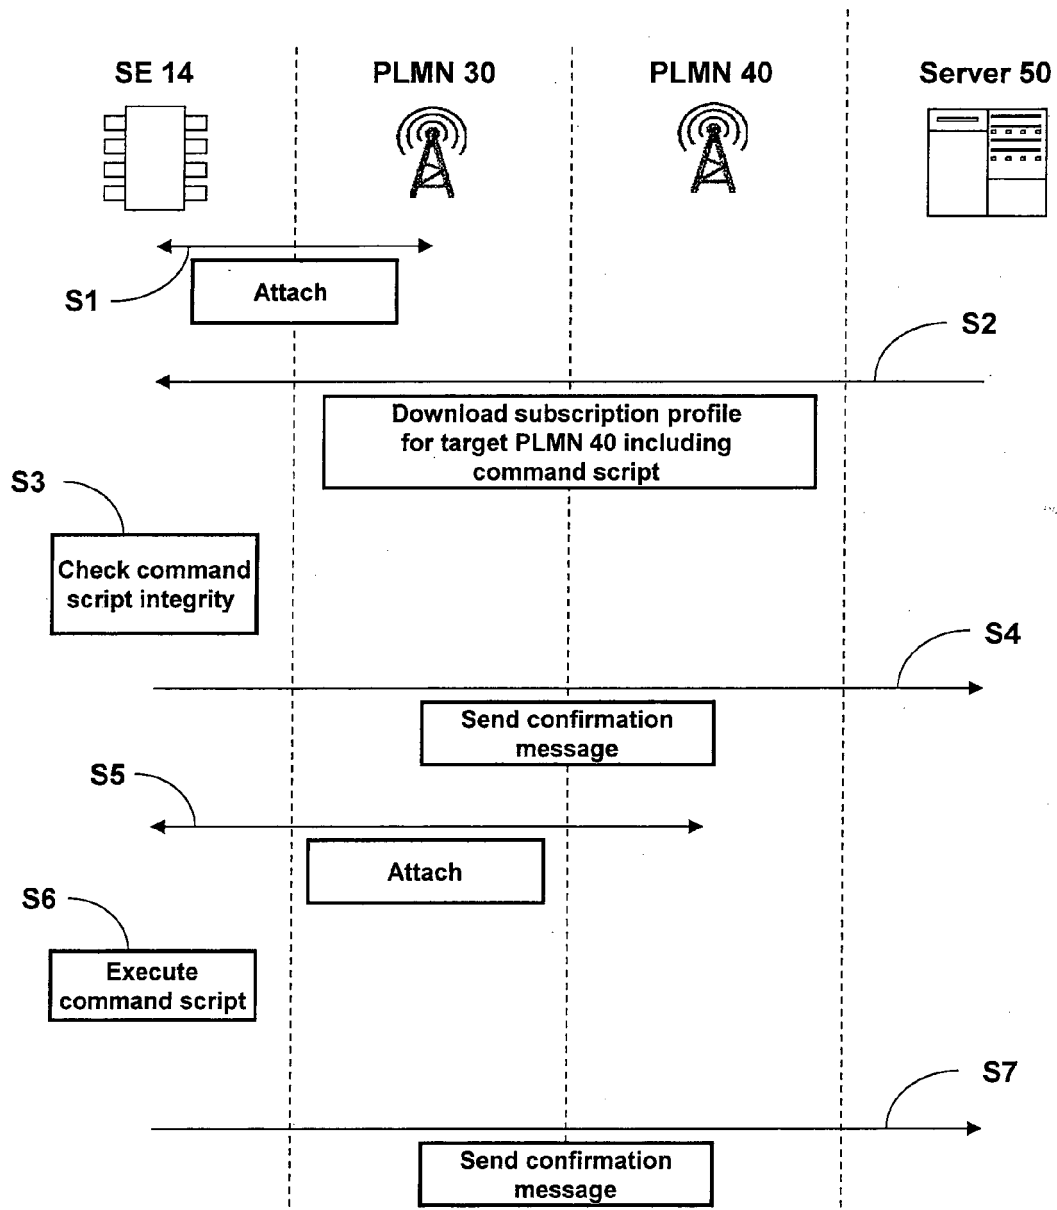 SE 14
PLMN 30
PLMN 40
Server 50
S1
Attach
S2
Download subscription profile
for target PLMN 40 including
command script
S3
Check command
script integrity
S4
Send confirmation
message
S5
Attach
S6
Execute
command script
S7
Send confirmation
message